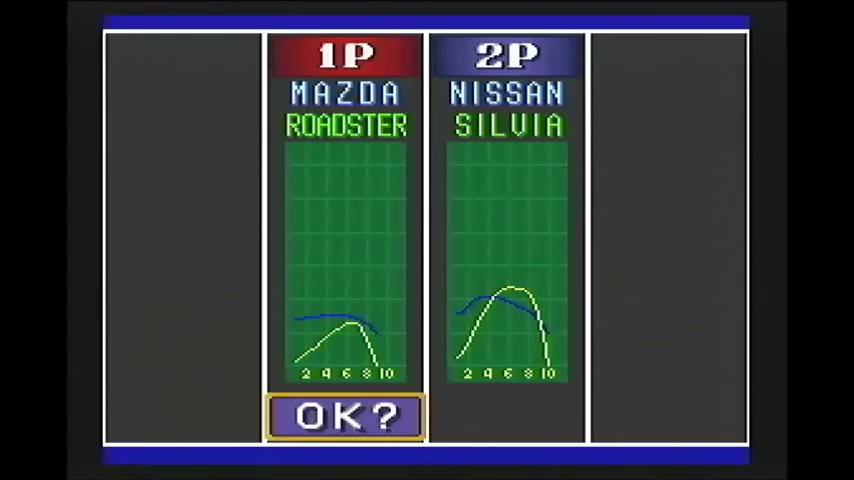 1P
MAZDA
ROADSTER
2 4 6 8 10
OK?
2P
NISSAN
SILVIA
2 4 6 8 10